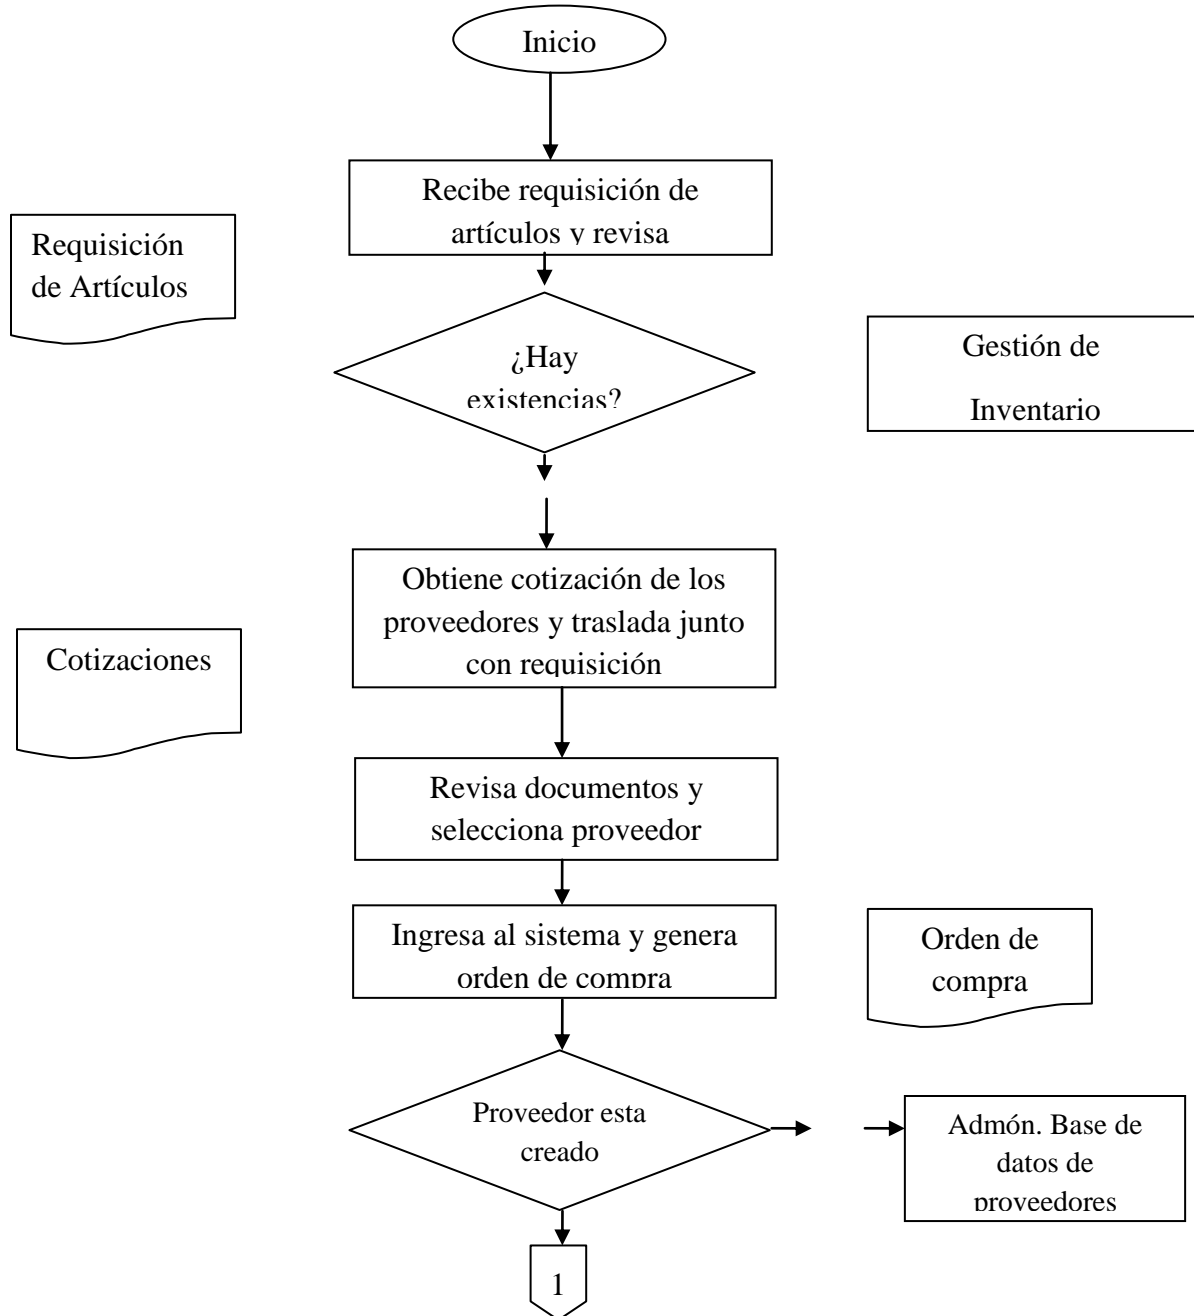 Inicio
Recibe requisición de
artículos y revisa
Requisición
de Artículos
¿Hay
existencias?
Gestión de
Inventario
Obtiene cotización de los
proveedores y traslada junto
con requisición
Cotizaciones
Revisa documentos y
selecciona proveedor
Ingresa al sistema y genera
orden de compra
Orden de
compra
Proveedor esta
creado
Admón. Base de
datos de
proveedores
1